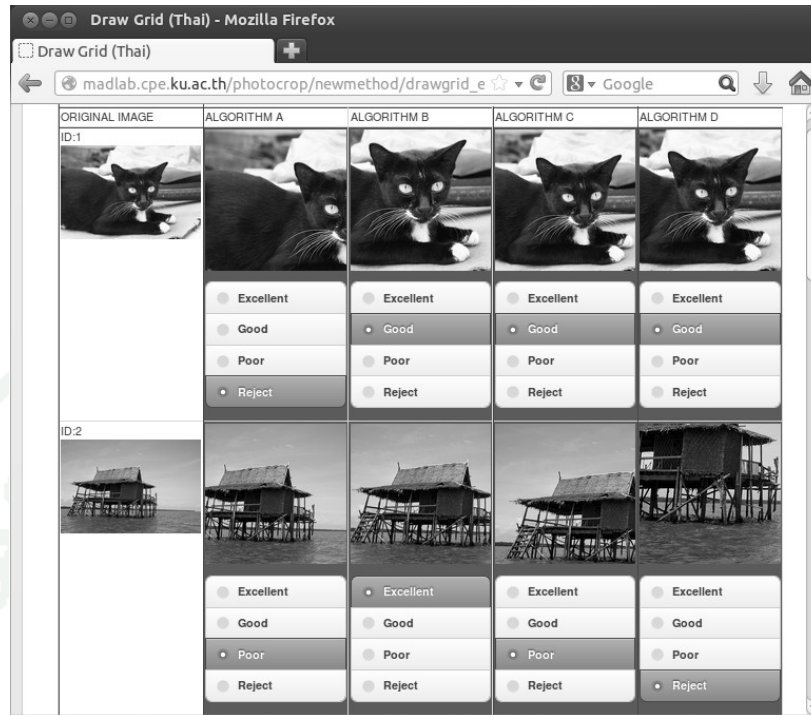 Draw Grid (Thai) - Mozilla Firefox
Draw Grid (Thai)
madlab.cpe.ku.ac.th/photocrop/newmethod/drawgrid_e
Google
ORIGINAL IMAGE ALGORITHM A ALGORITHM B ALGORITHM C ALGORITHM D
ID:1
Excellent Excellent Excellent Excellent
Good Good Good Good
Poor Poor Poor Poor
Reject Reject Reject Reject
ID:2
Excellent Excellent Excellent Excellent
Good Good Good Good
Poor Poor Poor Poor
Reject Reject Reject Reject